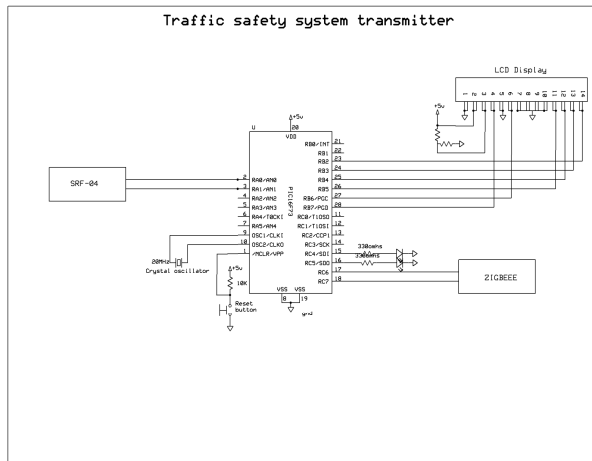 Traffic safety system transmitter
LCD Display
1 2 3 4 5 6 7 8 9 10 11 12 13 14
+5v
+5v
U 20
VDD
PIC16F73
SRF-04
2 RA0/AN0
3 RA1/AN1
4 RA2/AN2
5 RA3/AN3
6 RA4/T0CKI
7 RA5/AN4
9 OSC1/CLKI
10 OSC2/CLKO
1 /MCLR/VPP
RB0/INT 21
RB1 22
RB2 23
RB3 24
RB4 25
RB5 26
RB6/PGC 27
RB7/PGD 28
RC0/T1OSO 11
RC1/T1OSI 12
RC2/CCP1 13
RC3/SCK 14
RC4/SDI 15
RC5/SDO 16
RC6 17
RC7 18
330ohms
330ohms
ZIGBEEE
20MHz
Crystal oscillator
+5v
10K
Reset
button
VSS VSS
8 19
gnd